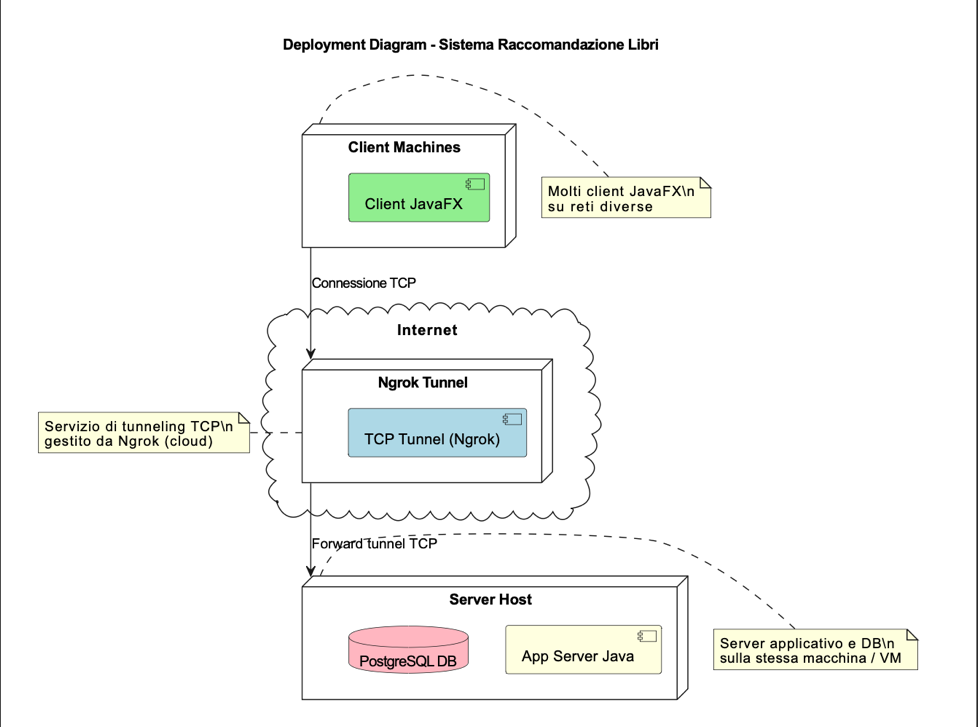 Deployment Diagram - Sistema Raccomandazione Libri
Client Machines
Client JavaFX
Molti client JavaFX\n
su reti diverse
Connessione TCP
Internet
Ngrok Tunnel
TCP Tunnel (Ngrok)
Servizio di tunneling TCP\n
gestito da Ngrok (cloud)
Forward tunnel TCP
Server Host
PostgreSQL DB
App Server Java
Server applicativo e DB\n
sulla stessa macchina / VM